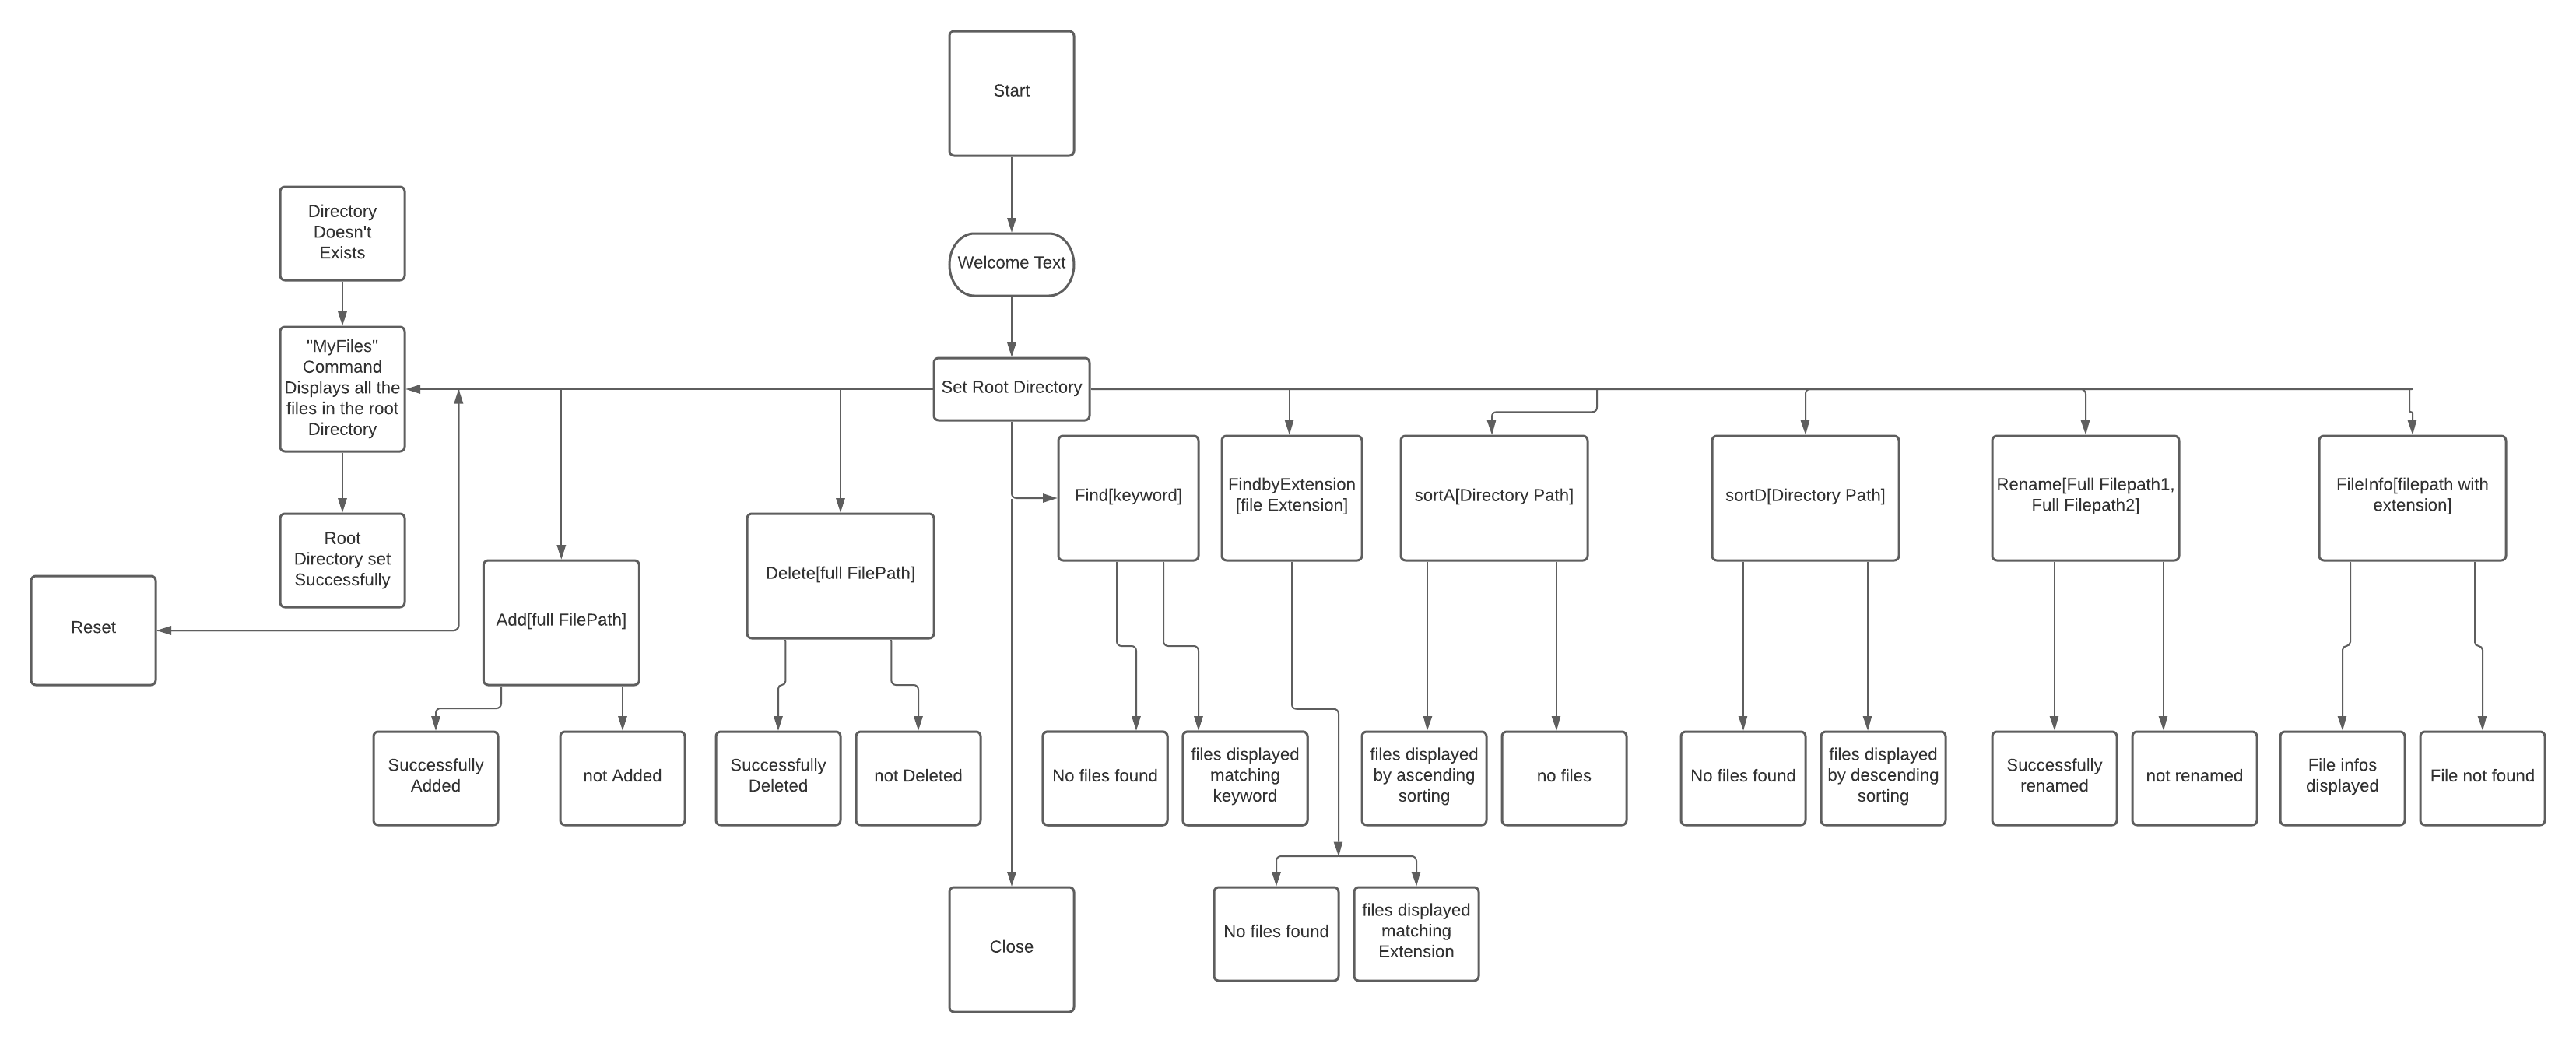 Start
Directory
Doesn't
Exists
Welcome Text
"MyFiles"
Command
Displays all the
files in the root
Directory
Set Root Directory
Root
Directory set
Successfully
Reset
Add[full FilePath]
Delete[full FilePath]
Find[keyword]
FindbyExtension
[file Extension]
sortA[Directory Path]
sortD[Directory Path]
Rename[Full Filepath1,
Full Filepath2]
FileInfo[filepath with
extension]
Successfully
Added
not Added
Successfully
Deleted
not Deleted
No files found
files displayed
matching
keyword
files displayed
by ascending
sorting
no files
No files found
files displayed
by descending
sorting
Successfully
renamed
not renamed
File infos
displayed
File not found
Close
No files found
files displayed
matching
Extension